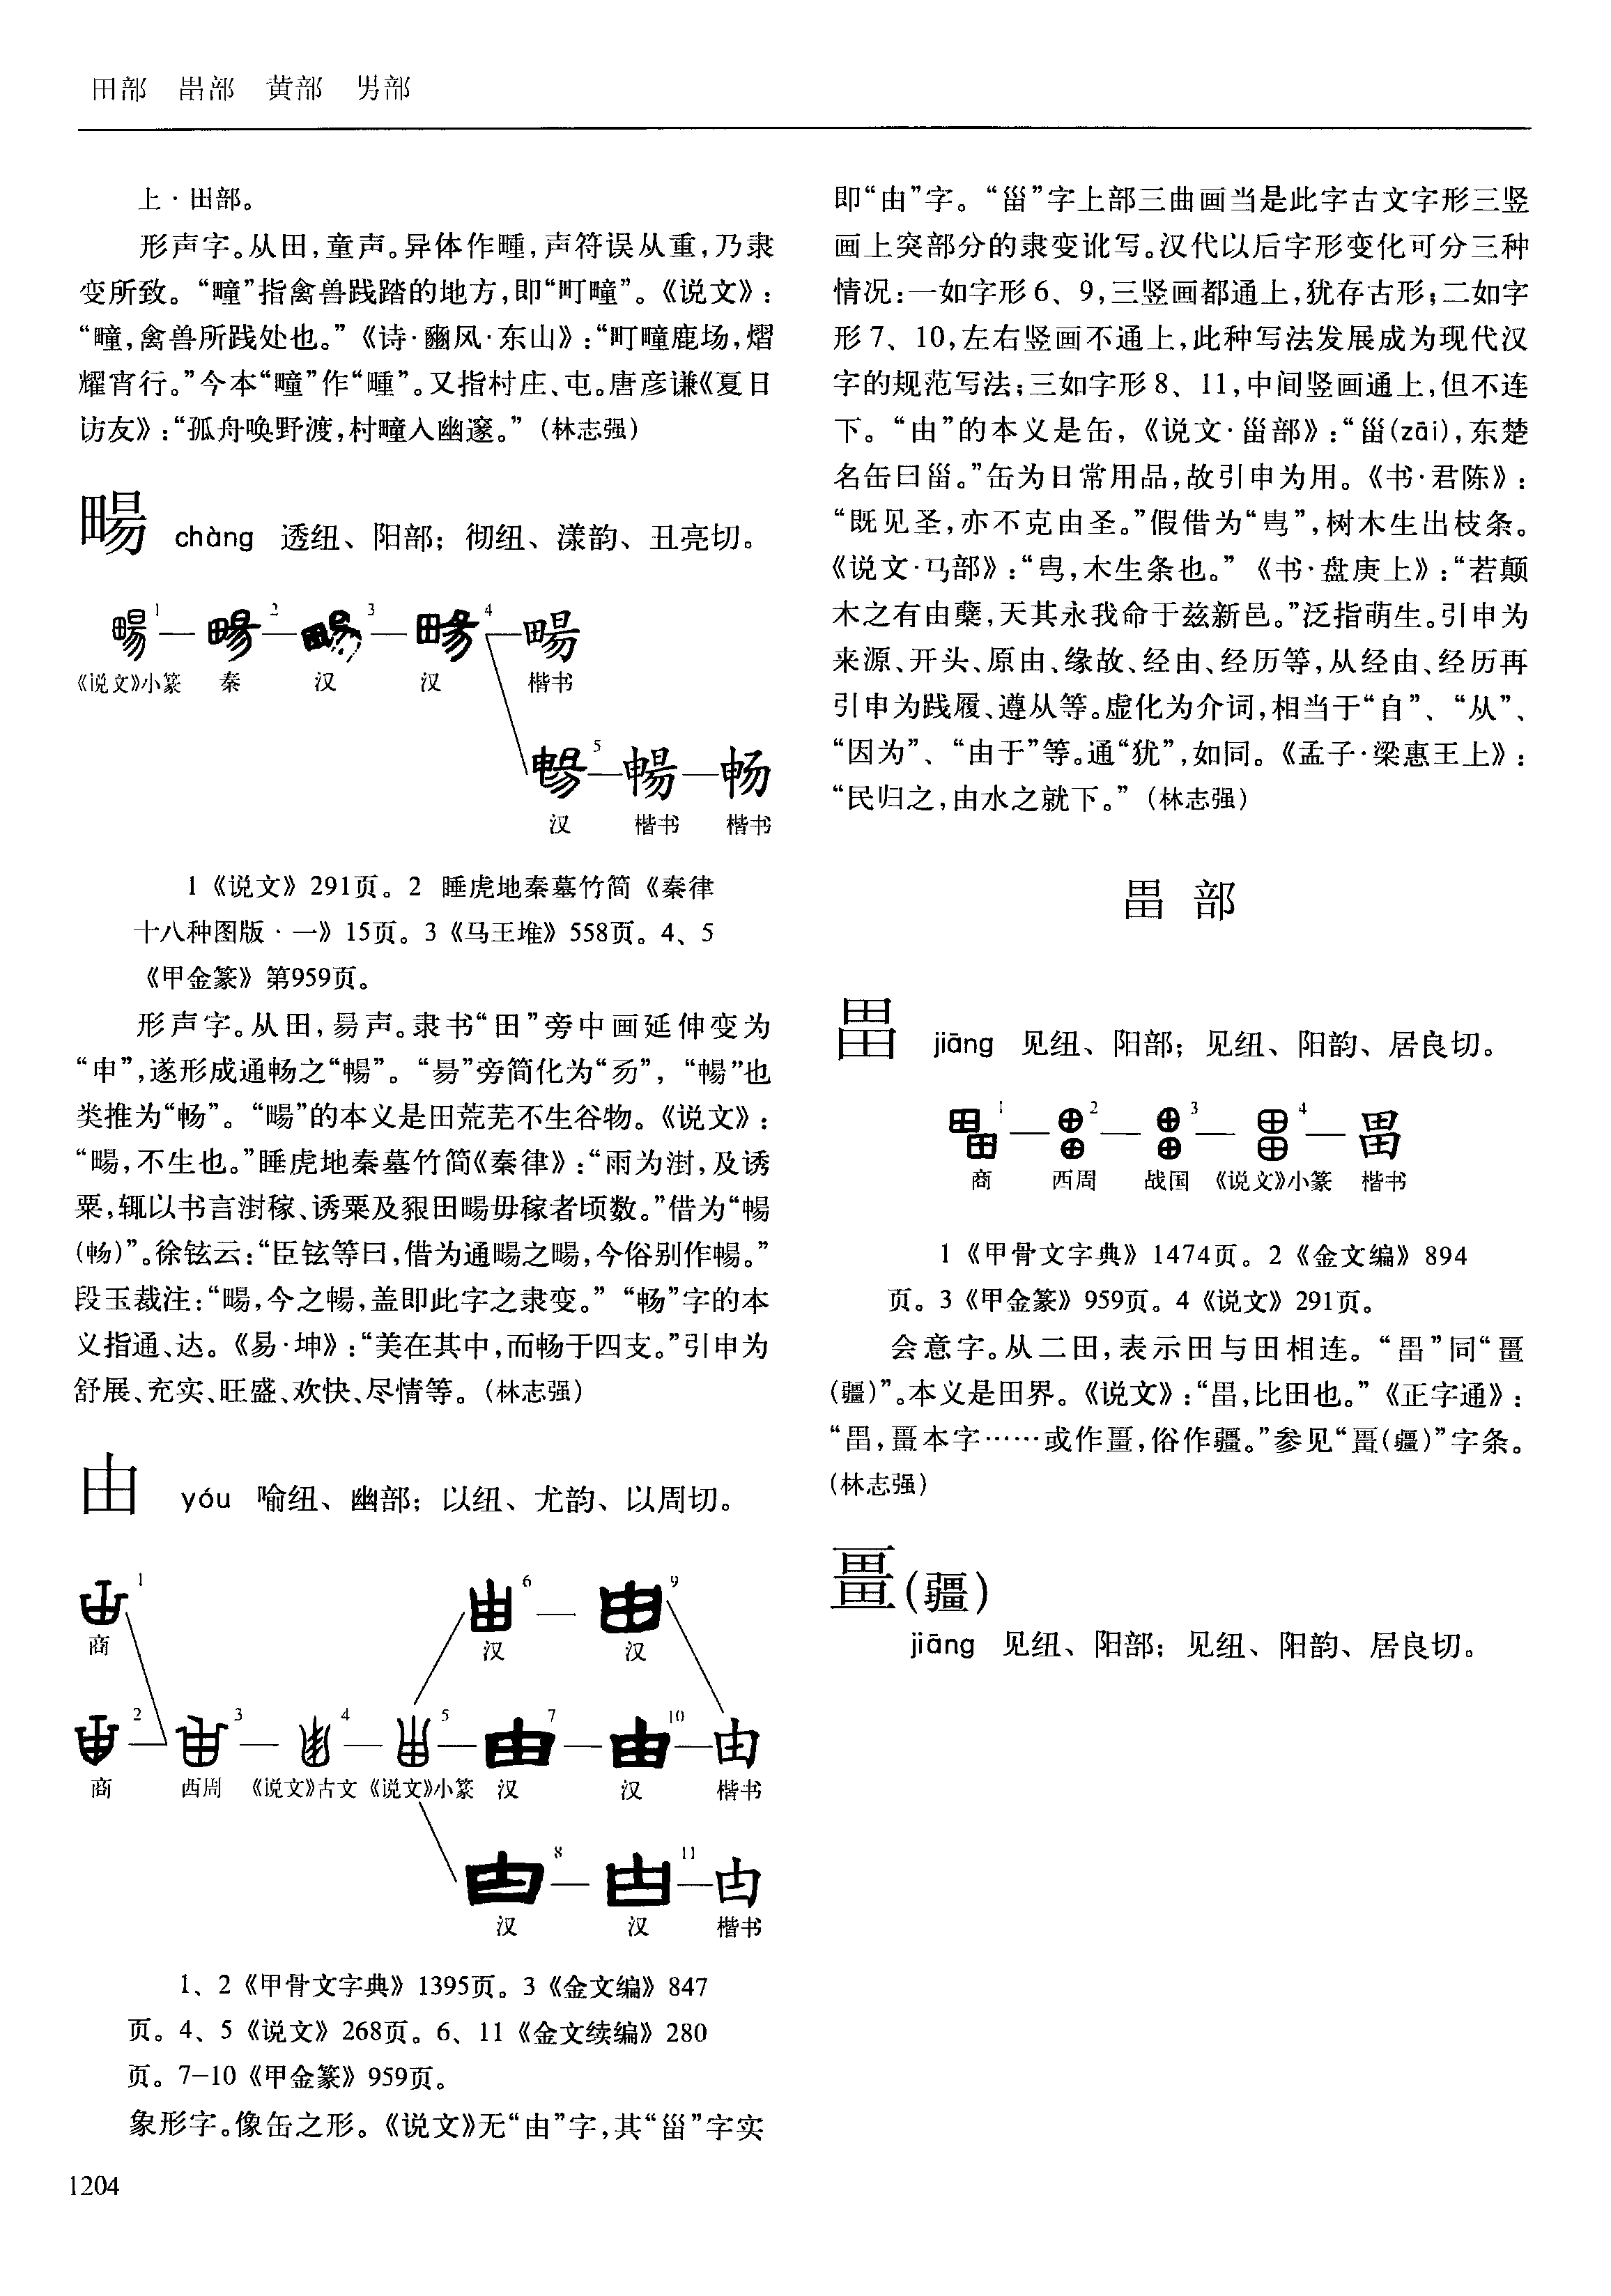 田部　畕部　黄部　男部
上·田部。
形声字。从田，童声。异体作畽，声符误从重，乃隶
变所致。“疃”指禽兽践踏的地方，即“町疃”。《说文》：
“疃，禽兽所践处也。”《诗·豳风·东山》：“町疃鹿场，熠
耀宵行。”今本“疃”作“畽”。又指村庄、屯。唐彦谦《夏日
访友》：“孤舟唤野渡，村疃入幽邃。”（林志强）
畼 chàng 透纽、阳部；彻纽、漾韵、丑亮切。
1 — 2 — 3 — 4 — 畼
《说文》小篆 秦 汉 汉 楷书
5 — 暢 — 畅
汉 楷书 楷书
1《说文》291页。2 睡虎地秦墓竹简《秦律
十八种图版·一》15页。3《马王堆》558页。4、5
《甲金篆》第959页。
形声字。从田，昜声。隶书“田”旁中画延伸变为
“申”，遂形成通畅之“暢”。“昜”旁简化为“𠃓”，“暢”也
类推为“畅”。“畼”的本义是田荒芜不生谷物。《说文》：
“畼，不生也。”睡虎地秦墓竹简《秦律》：“雨为澍，及诱
粟，辄以书言澍稼、诱粟及狠田畼毋稼者顷数。”借为“暢
（畅）”。徐铉云：“臣铉等曰，借为通畼之畼，今俗别作暢。”
段玉裁注：“畼，今之暢，盖即此字之隶变。”“畅”字的本
义指通、达。《易·坤》：“美在其中，而畅于四支。”引申为
舒展、充实、旺盛、欢快、尽情等。（林志强）
由 yóu 喻纽、幽部；以纽、尤韵、以周切。
1 6 — 9
商 汉 汉
2 — 3 — 4 — 5 — 7 — 10 — 由
商 西周 《说文》古文 《说文》小篆 汉 汉 楷书
8 — 11 — 甴
汉 汉 楷书
1、2《甲骨文字典》1395页。3《金文编》847
页。4、5《说文》268页。6、11《金文续编》280
页。7-10《甲金篆》959页。
象形字。像缶之形。《说文》无“由”字，其“甾”字实
即“由”字。“甾”字上部三曲画当是此字古文字形三竖
画上突部分的隶变讹写。汉代以后字形变化可分三种
情况：一如字形6、9，三竖画都通上，犹存古形；二如字
形7、10，左右竖画不通上，此种写法发展成为现代汉
字的规范写法；三如字形8、11，中间竖画通上，但不连
下。“由”的本义是缶，《说文·甾部》：“甾（zāi），东楚
名缶曰甾。”缶为日常用品，故引申为用。《书·君陈》：
“既见圣，亦不克由圣。”假借为“甹”，树木生出枝条。
《说文·马部》：“甹，木生条也。”《书·盘庚上》：“若颠
木之有由蘖，天其永我命于兹新邑。”泛指萌生。引申为
来源、开头、原由、缘故、经由、经历等，从经由、经历再
引申为践履、遵从等。虚化为介词，相当于“自”、“从”、
“因为”、“由于”等。通“犹”，如同。《孟子·梁惠王上》：
“民归之，由水之就下。”（林志强）
畕部
畕 jiāng 见纽、阳部；见纽、阳韵、居良切。
1 — 2 — 3 — 4 — 畕
商 西周 战国 《说文》小篆 楷书
1《甲骨文字典》1474页。2《金文编》894
页。3《甲金篆》959页。4《说文》291页。
会意字。从二田，表示田与田相连。“畕”同“畺
（疆）”。本义是田界。《说文》：“畕，比田也。”《正字通》：
“畕，畺本字……或作畺，俗作疆。”参见“畺（疆）”字条。
（林志强）
畺（疆）
jiāng 见纽、阳部；见纽、阳韵、居良切。
1204